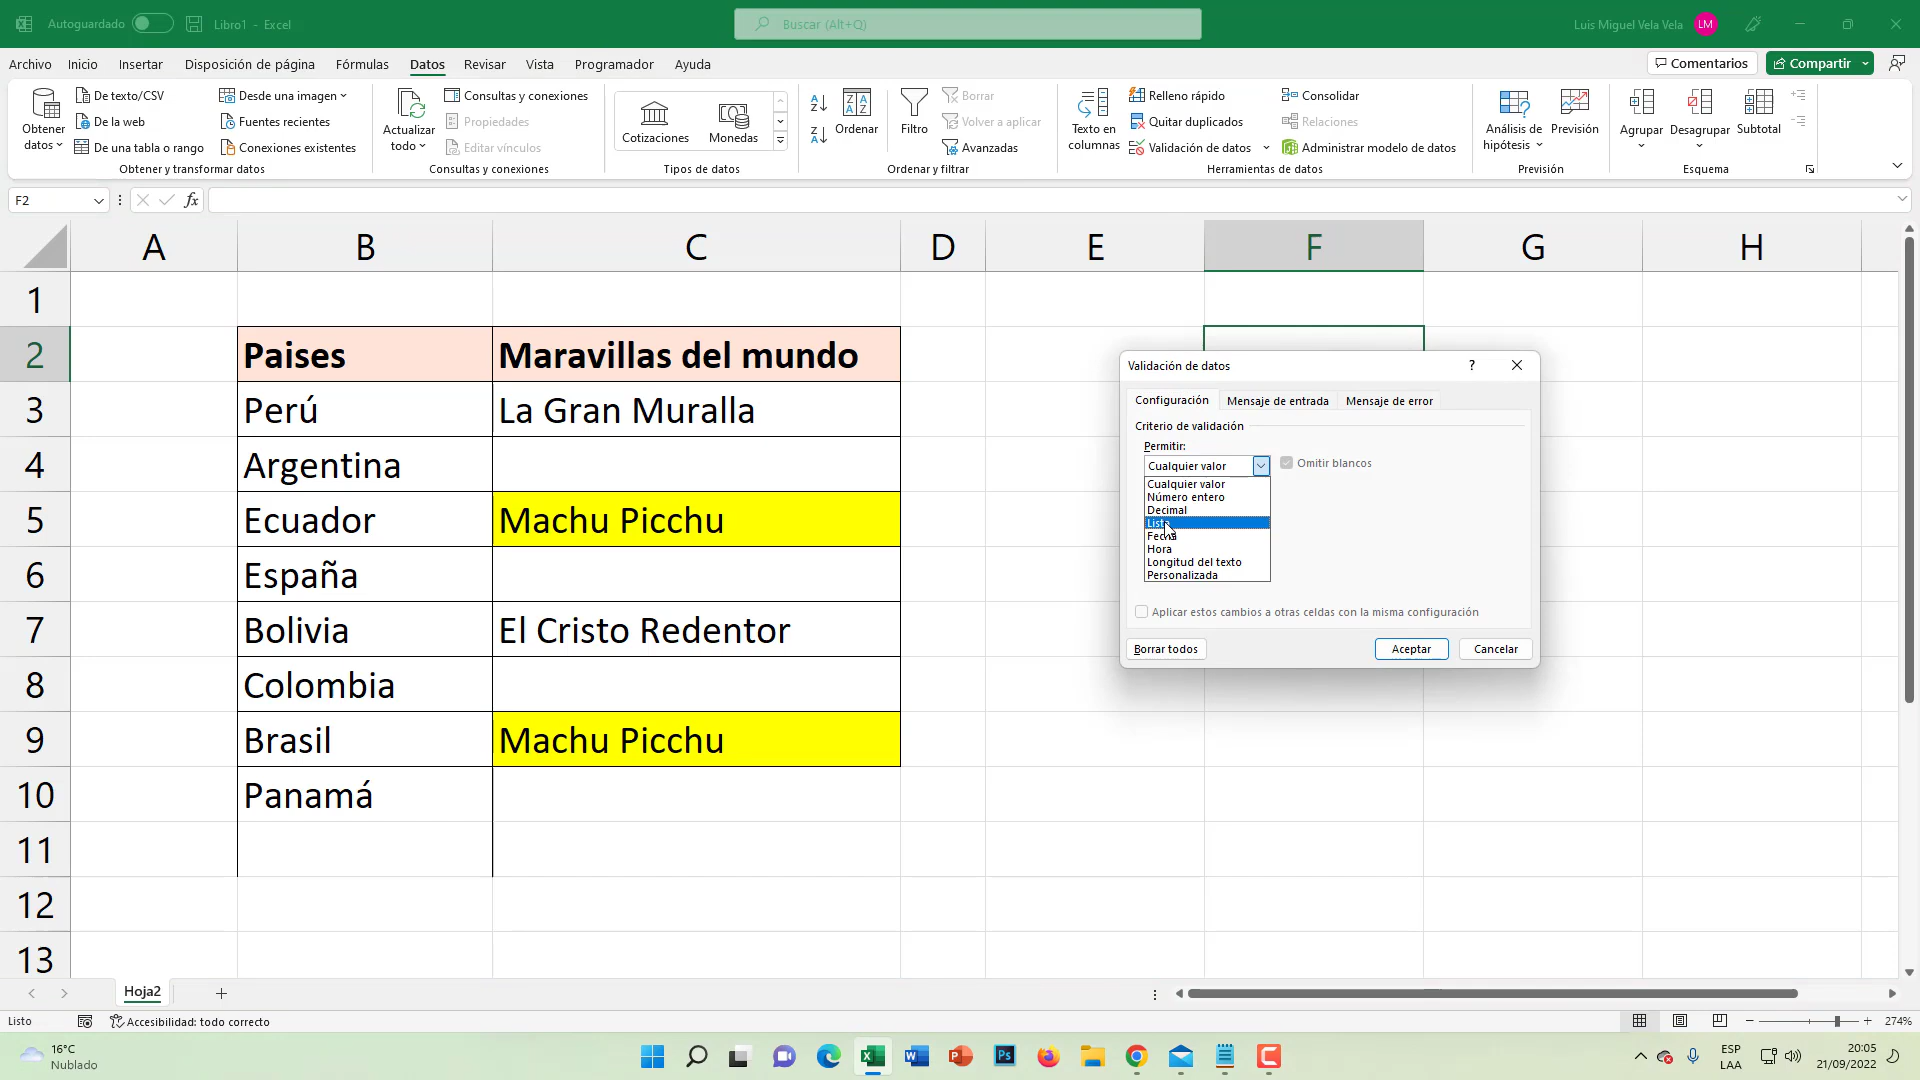 Autoguardado
Libro1 - Excel
Buscar (Alt+Q)
Luis Miguel Vela Vela
LM
Archivo Inicio Insertar Disposición de página Fórmulas Datos Revisar Vista Programador Ayuda
Comentarios
Compartir
Obtener datos
De texto/CSV
De la web
De una tabla o rango
Desde una imagen
Fuentes recientes
Conexiones existentes
Obtener y transformar datos
Actualizar todo
Consultas y conexiones
Propiedades
Editar vínculos
Consultas y conexiones
Cotizaciones
Monedas
Tipos de datos
Ordenar
Filtro
Borrar
Volver a aplicar
Avanzadas
Ordenar y filtrar
Texto en columnas
Relleno rápido
Quitar duplicados
Validación de datos
Consolidar
Relaciones
Administrar modelo de datos
Herramientas de datos
Análisis de hipótesis
Previsión
Previsión
Agrupar
Desagrupar
Subtotal
Esquema
F2
fx
A B C D E F G H
1
2 Paises Maravillas del mundo
3 Perú La Gran Muralla
4 Argentina
5 Ecuador Machu Picchu
6 España
7 Bolivia El Cristo Redentor
8 Colombia
9 Brasil Machu Picchu
10 Panamá
11
12
13
Validación de datos
?
Configuración Mensaje de entrada Mensaje de error
Criterio de validación
Permitir:
Cualquier valor
Omitir blancos
Cualquier valor
Número entero
Decimal
Lista
Fecha
Hora
Longitud del texto
Personalizada
Aplicar estos cambios a otras celdas con la misma configuración
Borrar todos
Aceptar
Cancelar
Hoja2
Listo
Accesibilidad: todo correcto
274%
16°C
Nublado
ESP
LAA
20:05
21/09/2022